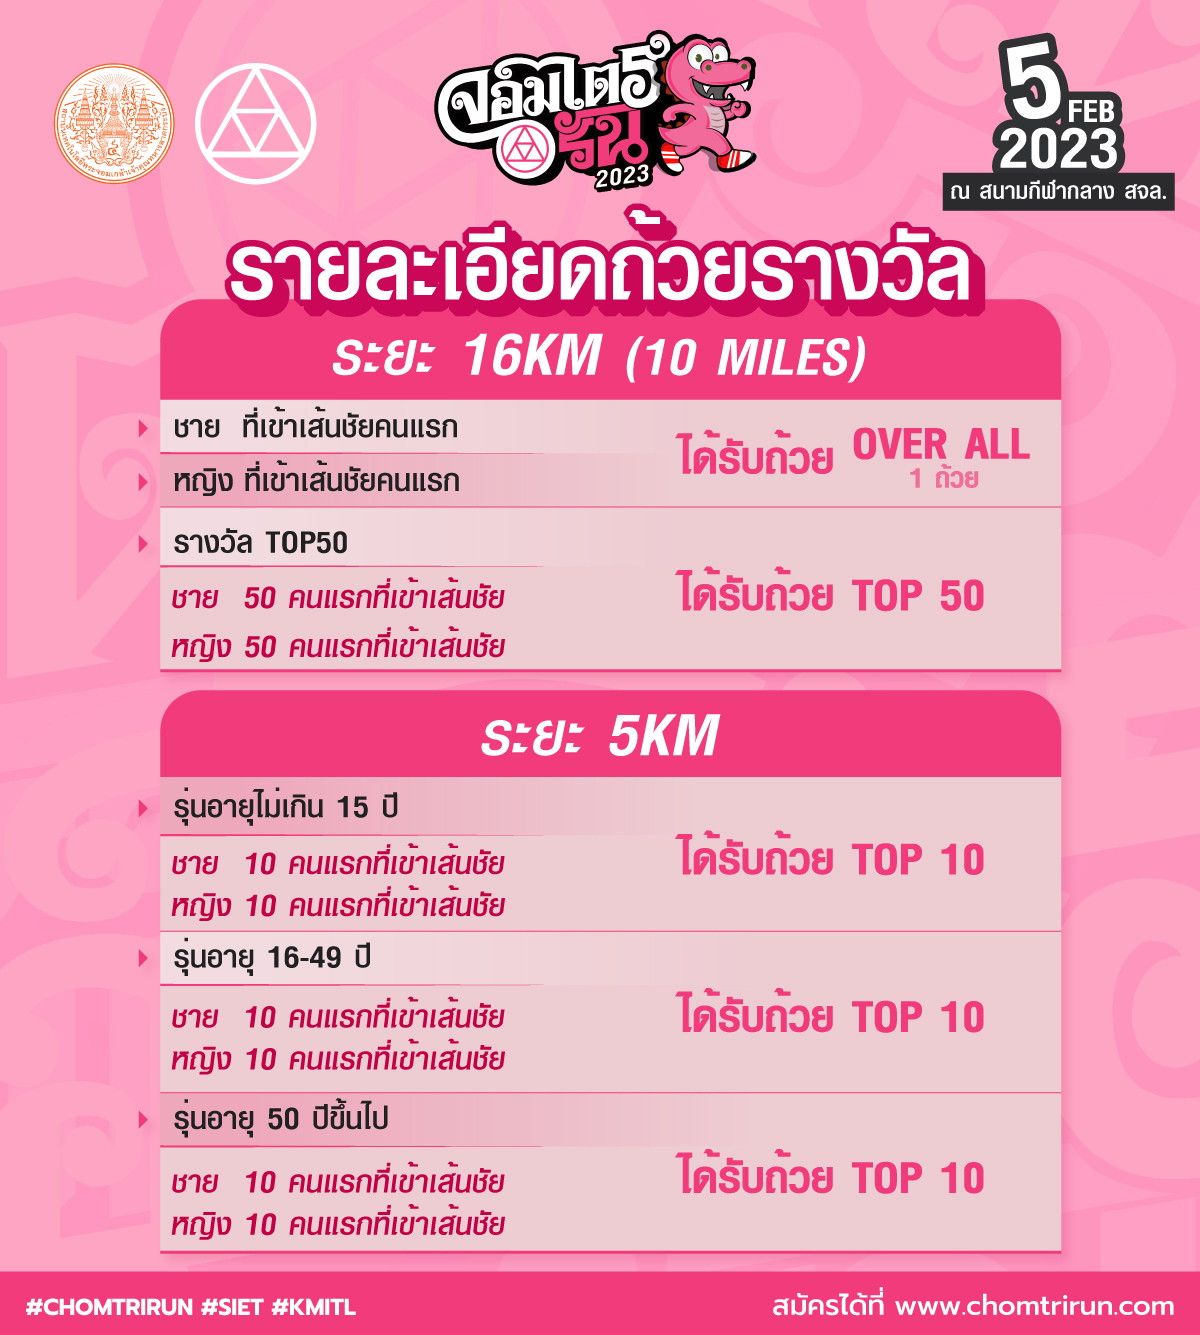 จอมไตรรัน
2023
5 FEB
2023
ณ สนามกีฬากลาง สจล.
รายละเอียดถ้วยรางวัล
ระยะ 16KM (10 MILES)
ชาย ที่เข้าเส้นชัยคนแรก
หญิง ที่เข้าเส้นชัยคนแรก
ได้รับถ้วย OVER ALL
1 ถ้วย
รางวัล TOP50
ชาย 50 คนแรกที่เข้าเส้นชัย
หญิง 50 คนแรกที่เข้าเส้นชัย
ได้รับถ้วย TOP 50
ระยะ 5KM
รุ่นอายุไม่เกิน 15 ปี
ชาย 10 คนแรกที่เข้าเส้นชัย
หญิง 10 คนแรกที่เข้าเส้นชัย
ได้รับถ้วย TOP 10
รุ่นอายุ 16-49 ปี
ชาย 10 คนแรกที่เข้าเส้นชัย
หญิง 10 คนแรกที่เข้าเส้นชัย
ได้รับถ้วย TOP 10
รุ่นอายุ 50 ปีขึ้นไป
ชาย 10 คนแรกที่เข้าเส้นชัย
หญิง 10 คนแรกที่เข้าเส้นชัย
ได้รับถ้วย TOP 10
#CHOMTRIRUN #SIET #KMITL
สมัครได้ที่ www.chomtrirun.com